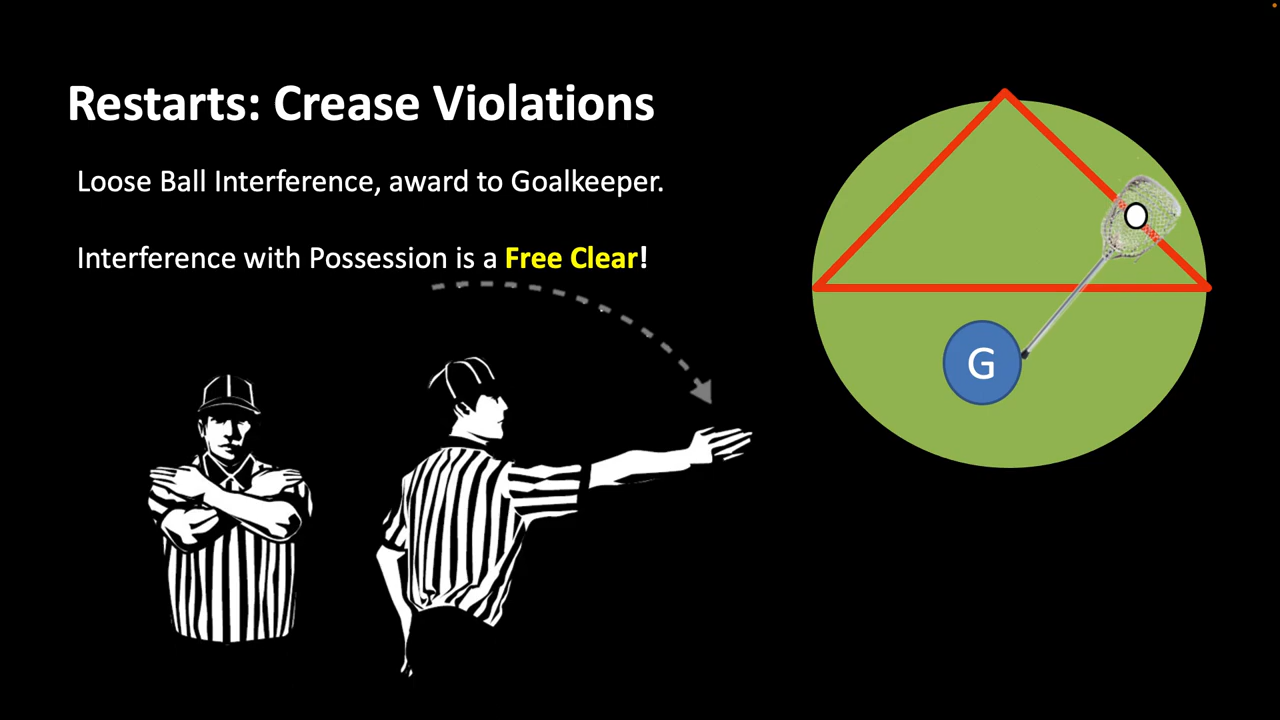 Restarts: Crease Violations
Loose Ball Interference, award to Goalkeeper.
Interference with Possession is a Free Clear!
G